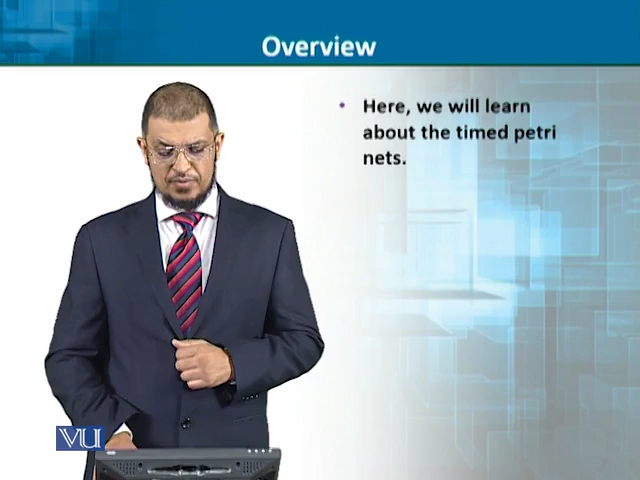 Overview
• Here, we will learn
about the timed petri
nets.
VU